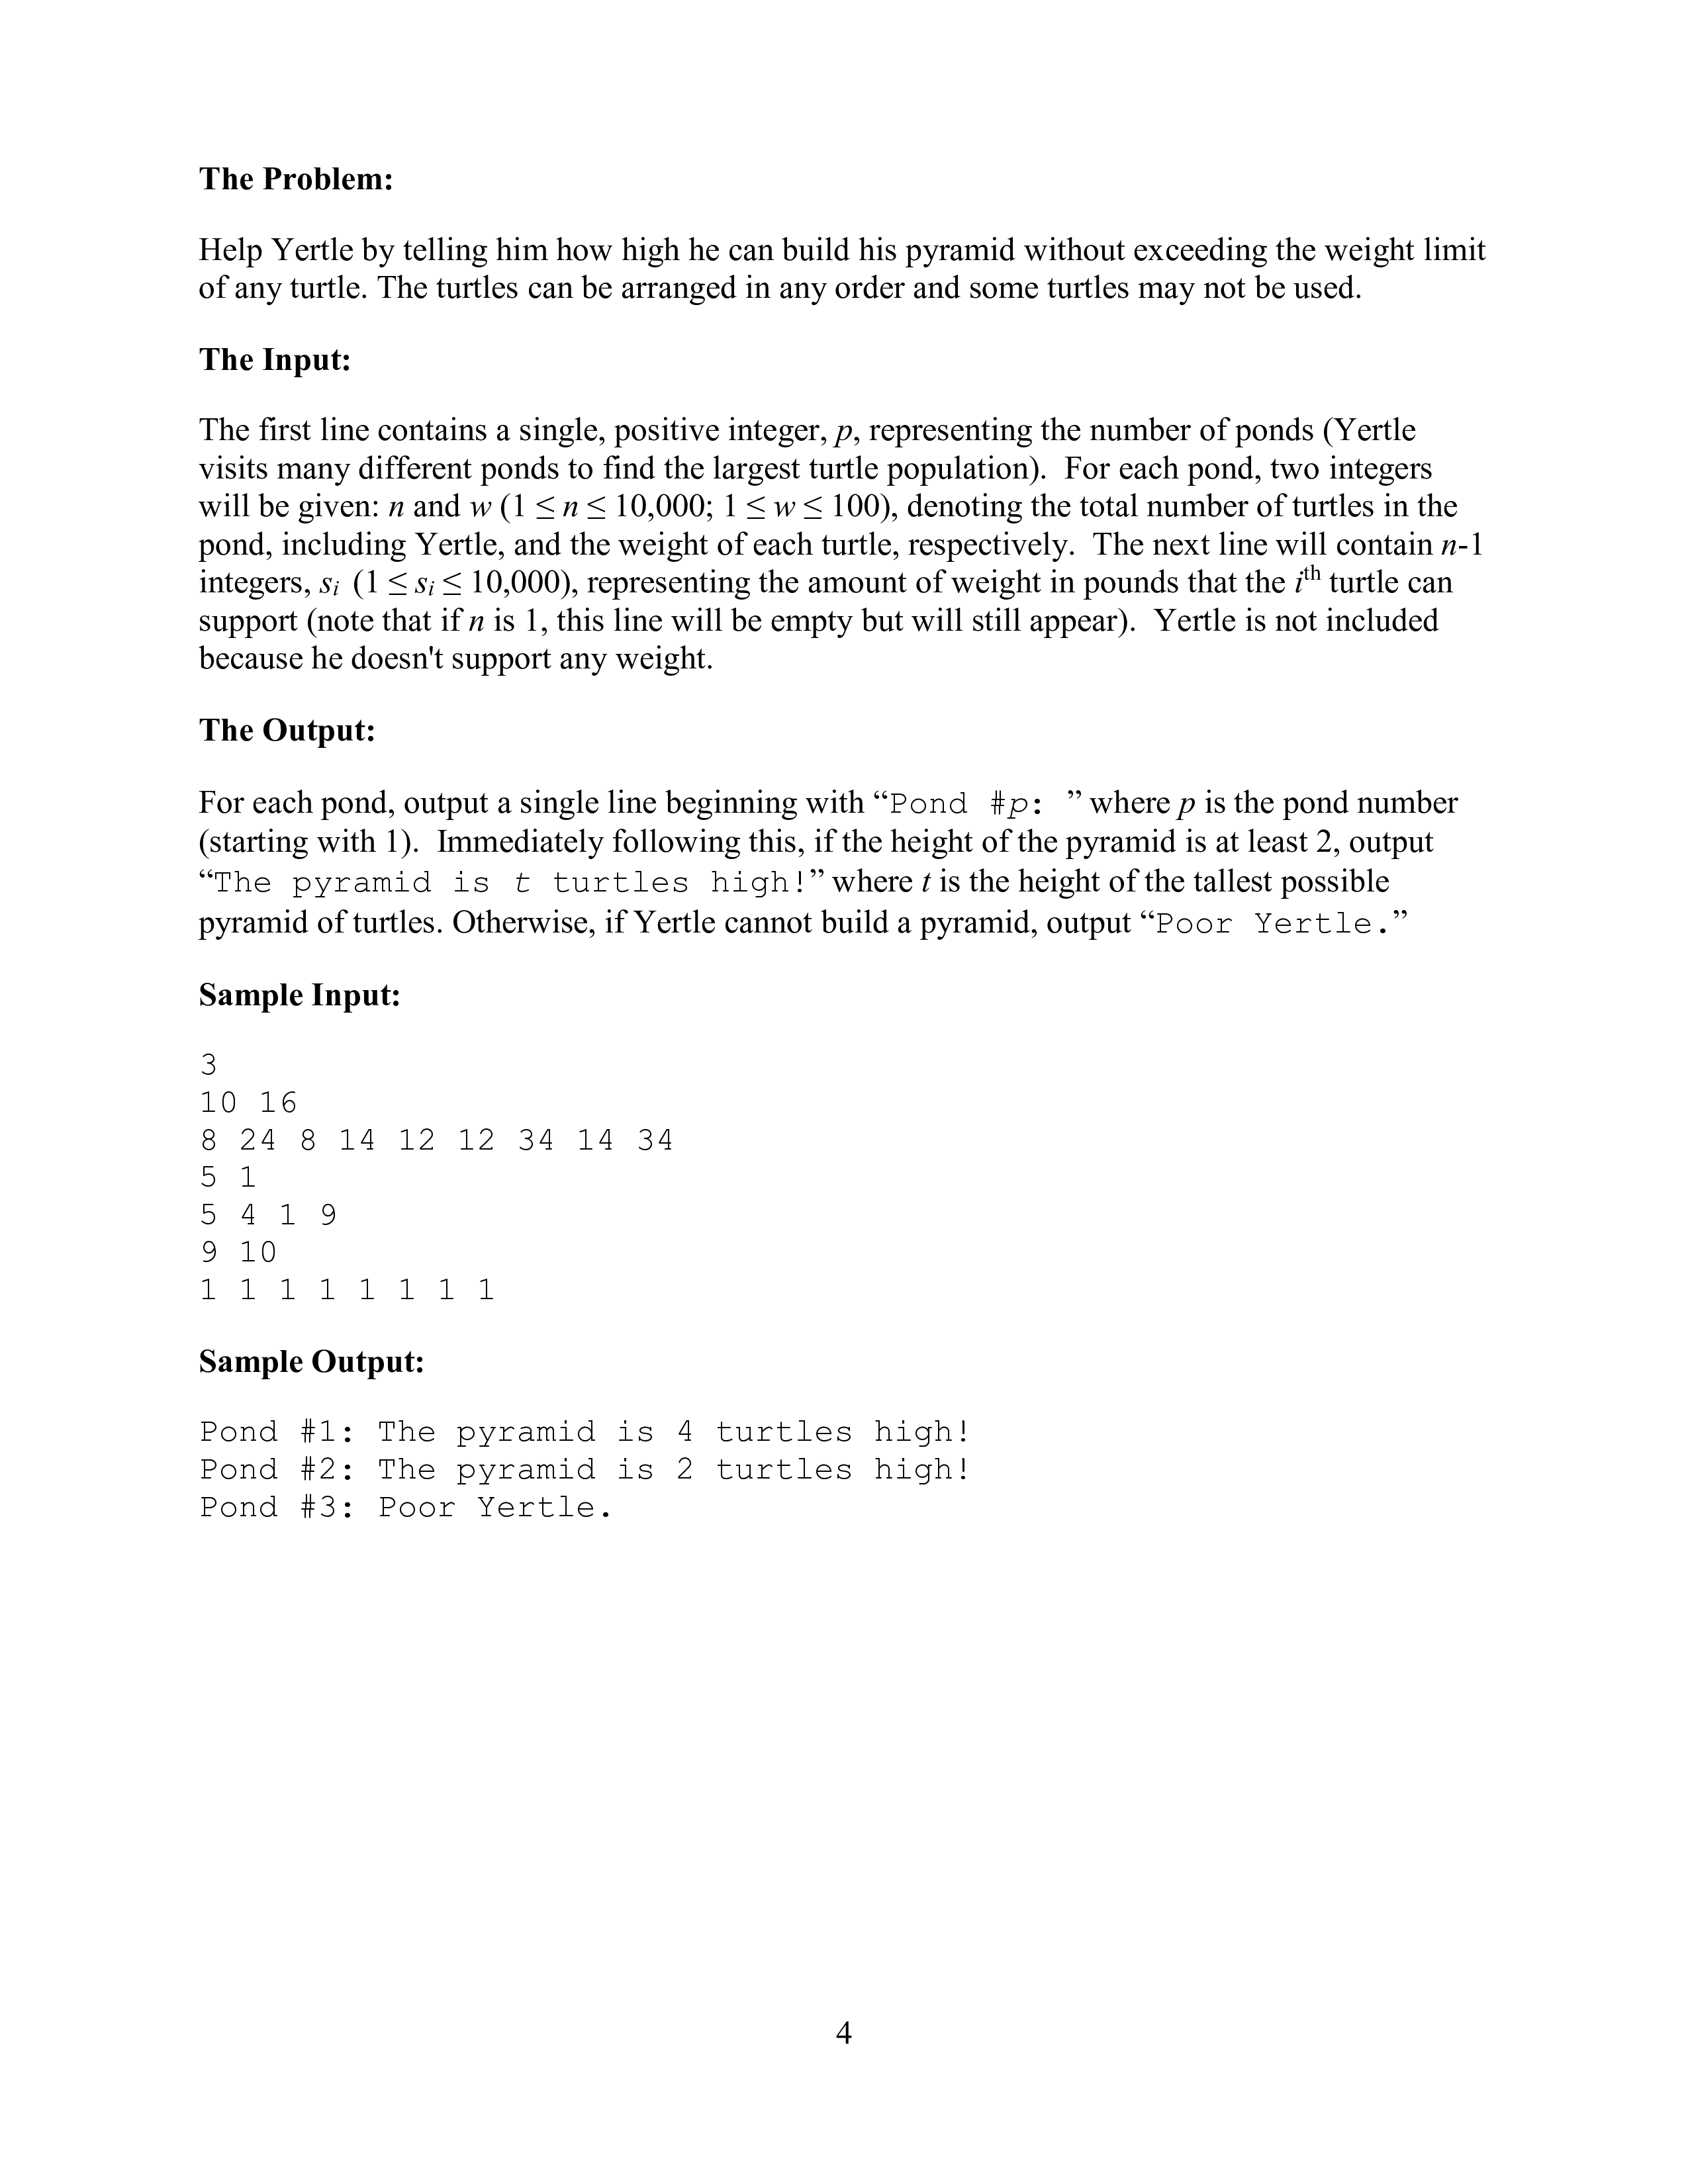 The Problem:
Help Yertle by telling him how high he can build his pyramid without exceeding the weight limit
of any turtle. The turtles can be arranged in any order and some turtles may not be used.
The Input:
The first line contains a single, positive integer, p, representing the number of ponds (Yertle
visits many different ponds to find the largest turtle population).  For each pond, two integers
will be given: n and w (1 ≤ n ≤ 10,000; 1 ≤ w ≤ 100), denoting the total number of turtles in the
pond, including Yertle, and the weight of each turtle, respectively.  The next line will contain n-1
integers, si (1 ≤ si ≤ 10,000), representing the amount of weight in pounds that the ith turtle can
support (note that if n is 1, this line will be empty but will still appear).  Yertle is not included
because he doesn't support any weight.
The Output:
For each pond, output a single line beginning with “Pond #p: ” where p is the pond number
(starting with 1).  Immediately following this, if the height of the pyramid is at least 2, output
“The pyramid is t turtles high!” where t is the height of the tallest possible
pyramid of turtles. Otherwise, if Yertle cannot build a pyramid, output “Poor Yertle.”
Sample Input:
3
10 16
8 24 8 14 12 12 34 14 34
5 1
5 4 1 9
9 10
1 1 1 1 1 1 1 1
Sample Output:
Pond #1: The pyramid is 4 turtles high!
Pond #2: The pyramid is 2 turtles high!
Pond #3: Poor Yertle.
4